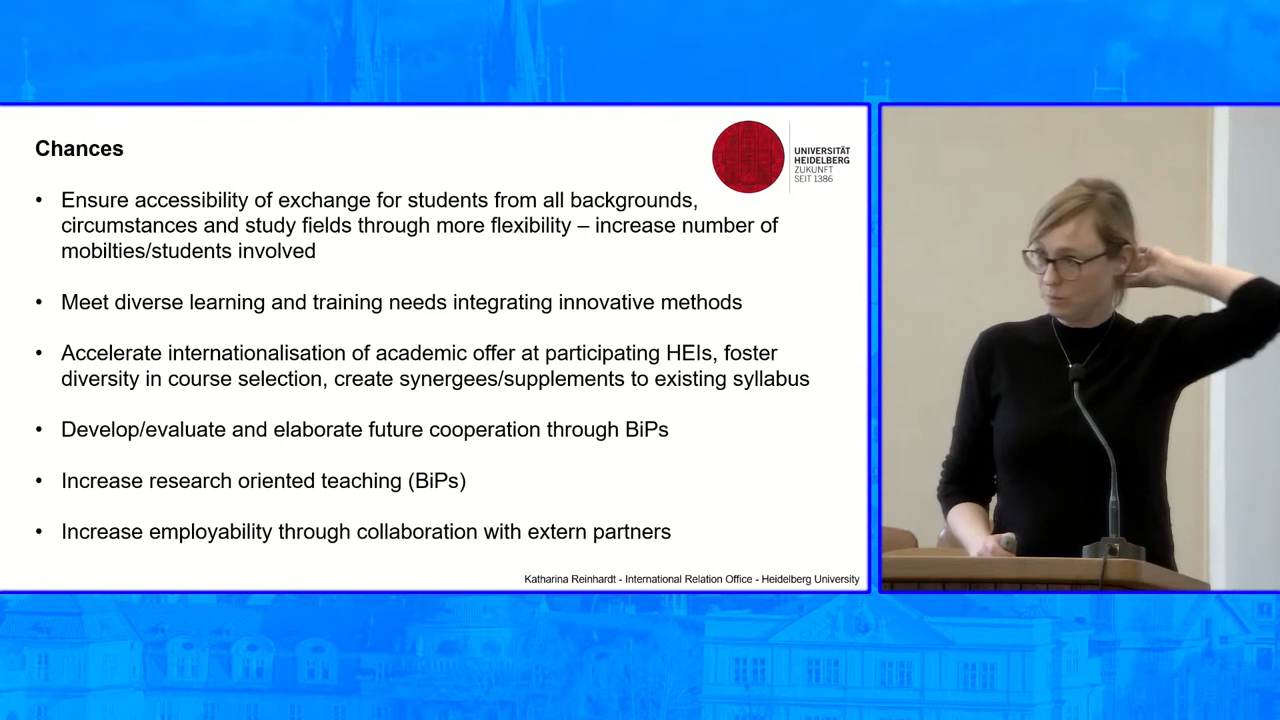 Chances
UNIVERSITÄT
HEIDELBERG
ZUKUNFT
SEIT 1386
• Ensure accessibility of exchange for students from all backgrounds,
circumstances and study fields through more flexibility – increase number of
mobilties/students involved
• Meet diverse learning and training needs integrating innovative methods
• Accelerate internationalisation of academic offer at participating HEIs, foster
diversity in course selection, create synergees/supplements to existing syllabus
• Develop/evaluate and elaborate future cooperation through BiPs
• Increase research oriented teaching (BiPs)
• Increase employability through collaboration with extern partners
Katharina Reinhardt - International Relation Office - Heidelberg University